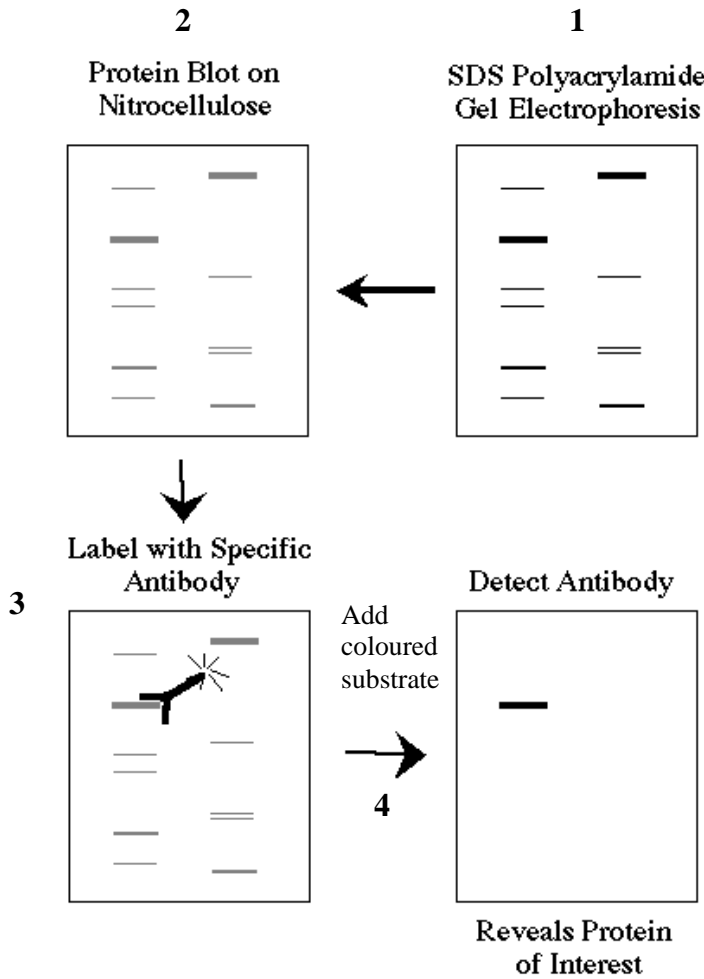 2
1
Protein Blot on
Nitrocellulose
SDS Polyacrylamide
Gel Electrophoresis
Label with Specific
Antibody
3
Add
coloured
substrate
4
Detect Antibody
Reveals Protein
of Interest